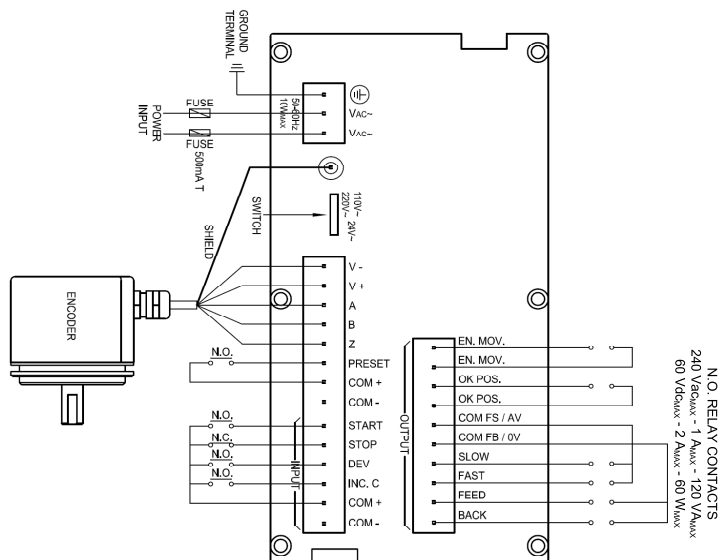 GROUND
TERMINAL
FUSE
FUSE
500mA T
POWER
INPUT
50-60Hz
10WMAX
VAC~
VAC~
SWITCH
110V~
220V~
24V~
SHIELD
ENCODER
V -
V +
A
B
Z
PRESET
COM +
COM -
START
STOP
DEV
INC. C
COM +
COM -
INPUT
N.O.
N.O.
N.C.
N.O.
N.O.
OUTPUT
EN. MOV.
EN. MOV.
OK POS.
OK POS.
COM FS / AV
COM FB / 0V
SLOW
FAST
FEED
BACK
N.O. RELAY CONTACTS
240 VacMAX - 1 AMAX - 120 VAMAX
60 VdcMAX - 2 AMAX - 60 WMAX